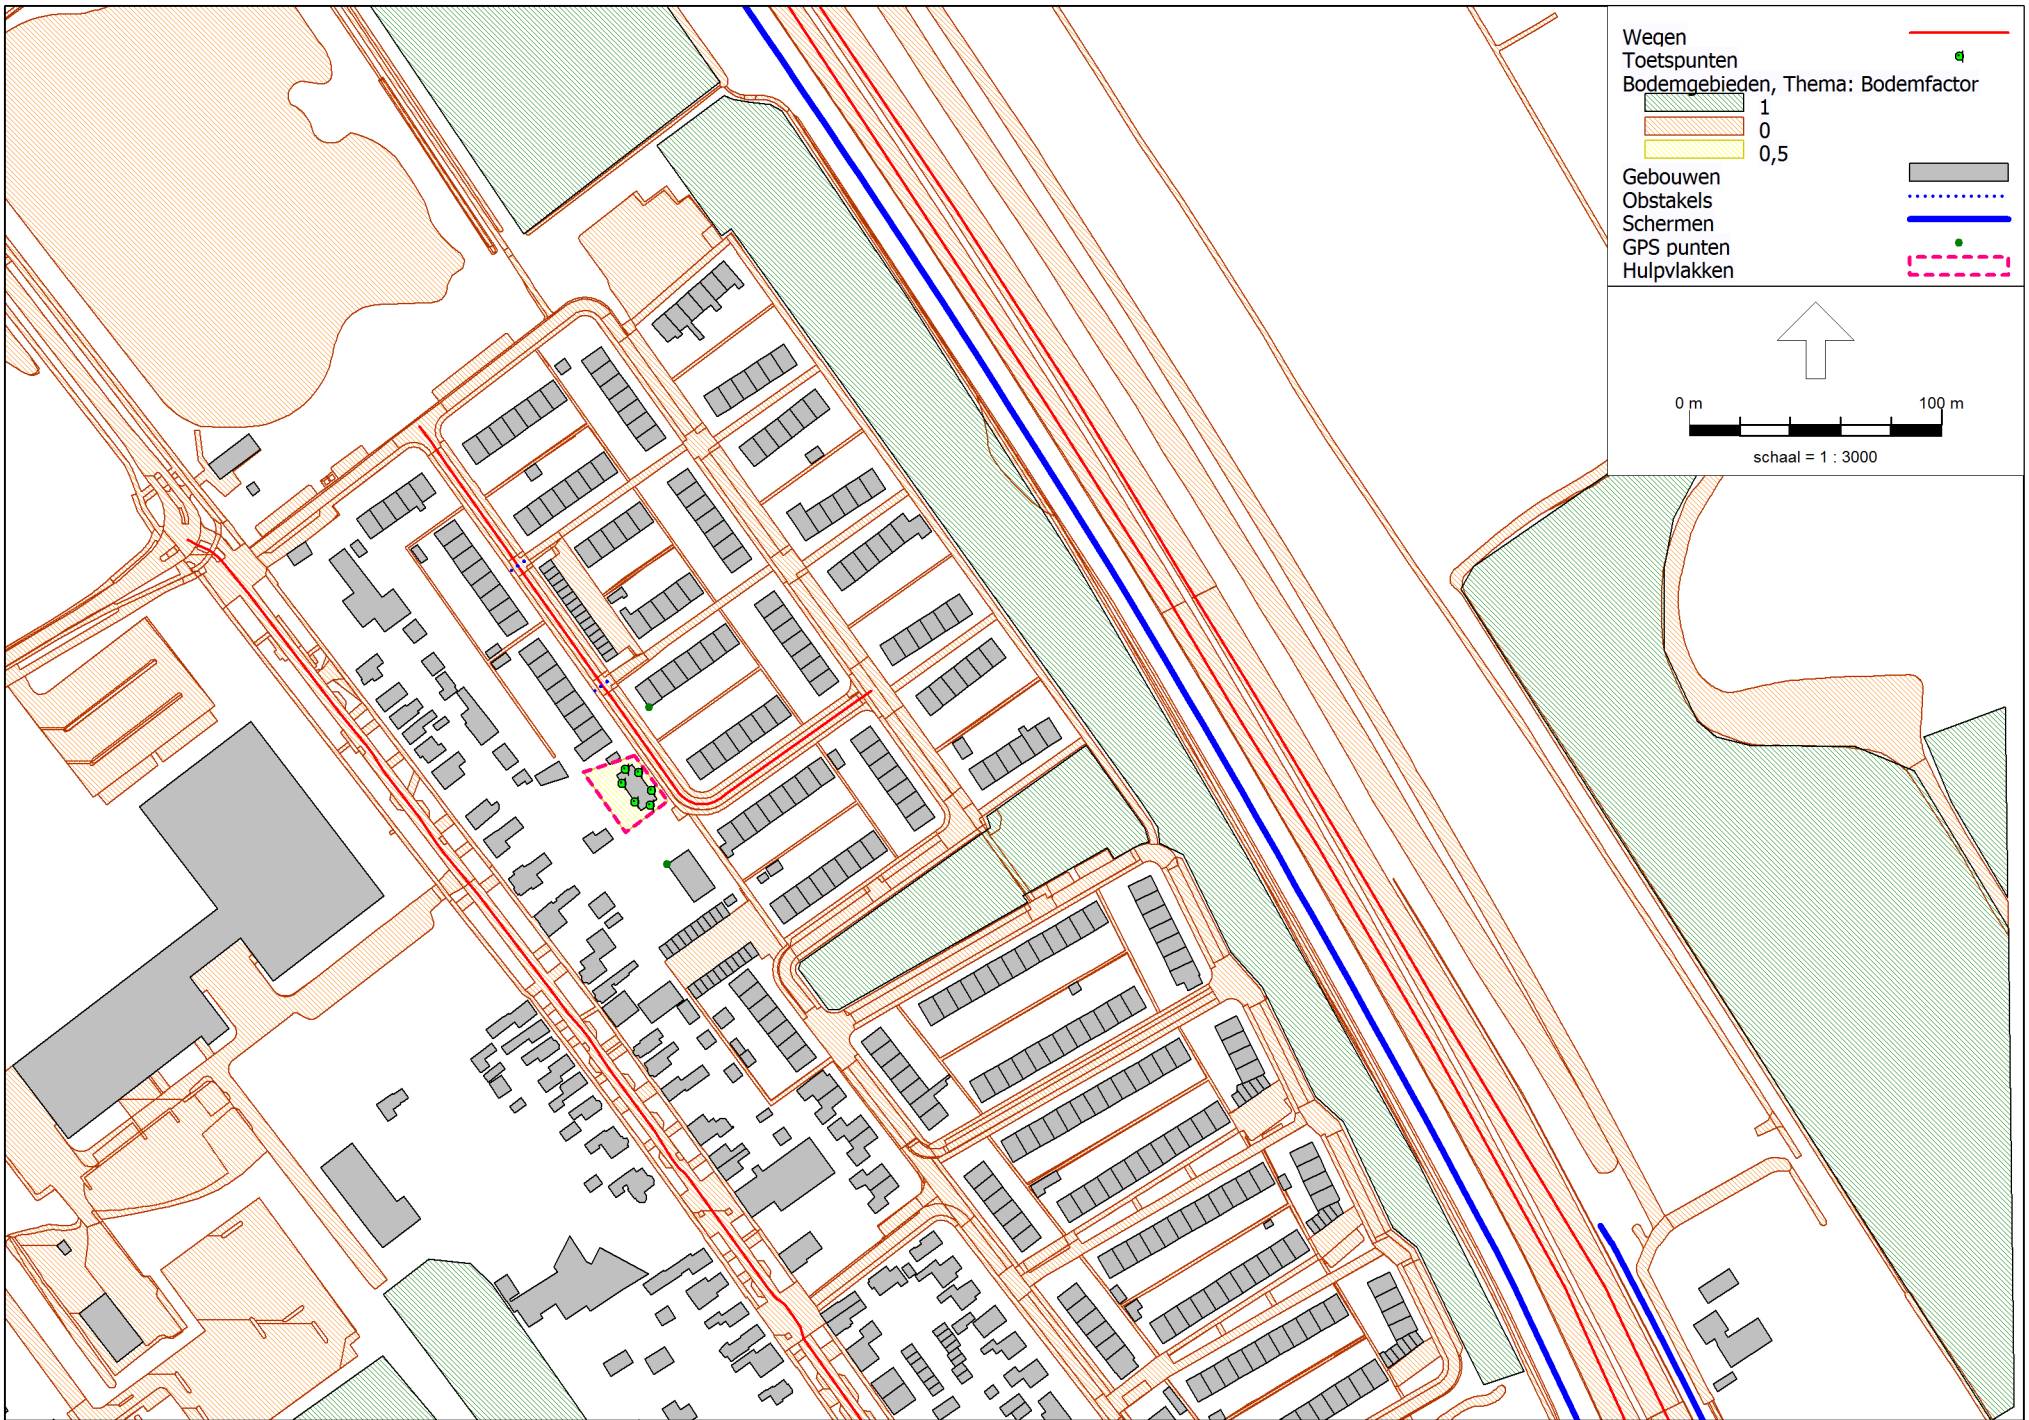 Wegen
Toetspunten
Bodemgebieden, Thema: Bodemfactor
1
0
0,5
Gebouwen
Obstakels
Schermen
GPS punten
Hulpvlakken
0 m 100 m
schaal = 1 : 3000